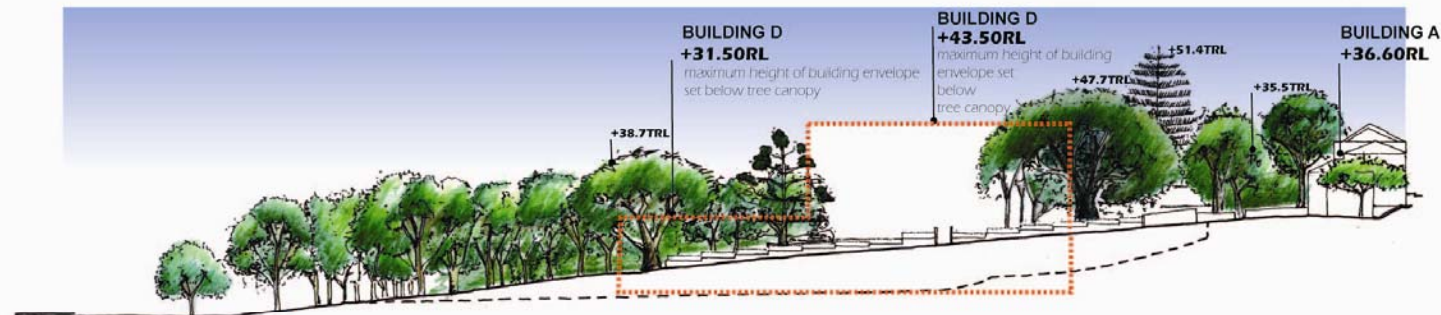 BUILDING D
+31.50RL
maximum height of building envelope
set below tree canopy
BUILDING D
+43.50RL
maximum height of building
envelope set
below
tree canopy
BUILDING A
+36.60RL
+38.7TRL
+47.7TRL
+51.4TRL
+35.5TRL